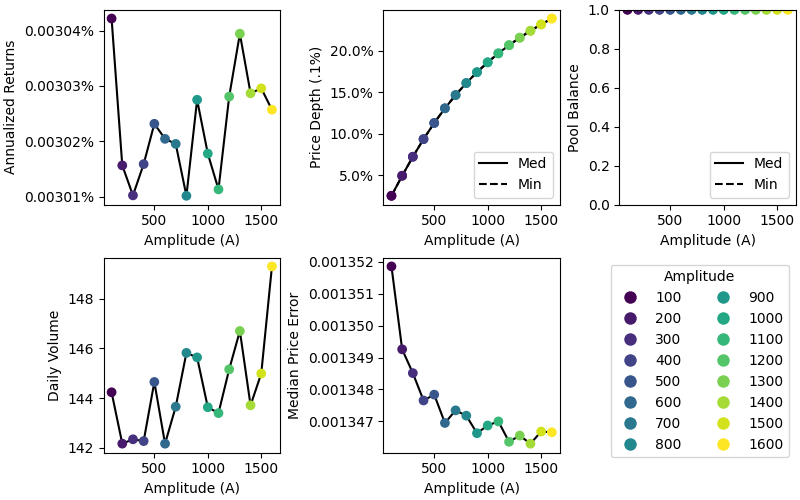 Annualized Returns
0.00304%
0.00303%
0.00302%
0.00301%
500 1000 1500
Amplitude (A)
Price Depth (.1%)
20.0%
15.0%
10.0%
5.0%
Med
Min
500 1000 1500
Amplitude (A)
Pool Balance
1.0
0.8
0.6
0.4
0.2
0.0
Med
Min
500 1000 1500
Amplitude (A)
Daily Volume
148
146
144
142
500 1000 1500
Amplitude (A)
Median Price Error
0.001352
0.001351
0.001350
0.001349
0.001348
0.001347
500 1000 1500
Amplitude (A)
Amplitude
100 900
200 1000
300 1100
400 1200
500 1300
600 1400
700 1500
800 1600